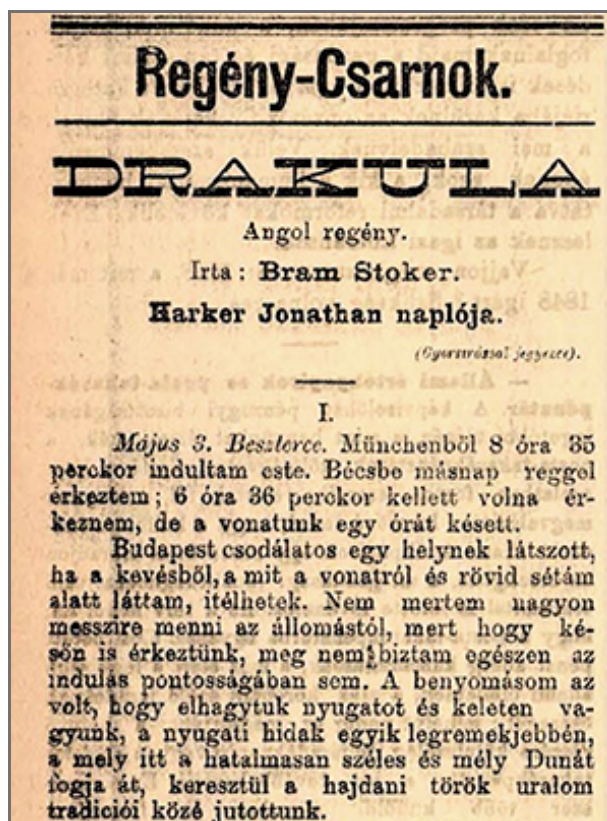 Regény-Csarnok.
DRAKULA
Angol regény.
Irta: Bram Stoker.
Harker Jonathan naplója.
(Gyorsirással jegyezte).
I.
Május 3. Beszterce. Münchenből 8 óra 35
perckor indultam este. Bécsbe másnap reggel
érkeztem; 6 óra 36 perckor kellett volna ér-
keznem, de a vonatunk egy órát késett.
Budapest csodálatos egy helynek látszott,
ha a kevésből, a mit a vonatról és rövid sétám
alatt láttam, itélhetek. Nem mertem nagyon
messzire menni az állomástól, mert hogy ké-
sőn is érkeztünk, meg nem biztam egészen az
indulás pontosságában sem. A benyomásom az
volt, hogy elhagytuk nyugatot és keleten va-
gyunk, a nyugati hidak egyik legremekjebbén,
a mely itt a hatalmasan széles és mély Dunát
fogja át, keresztül a hajdani török uralom
tradiciói közé jutottunk.